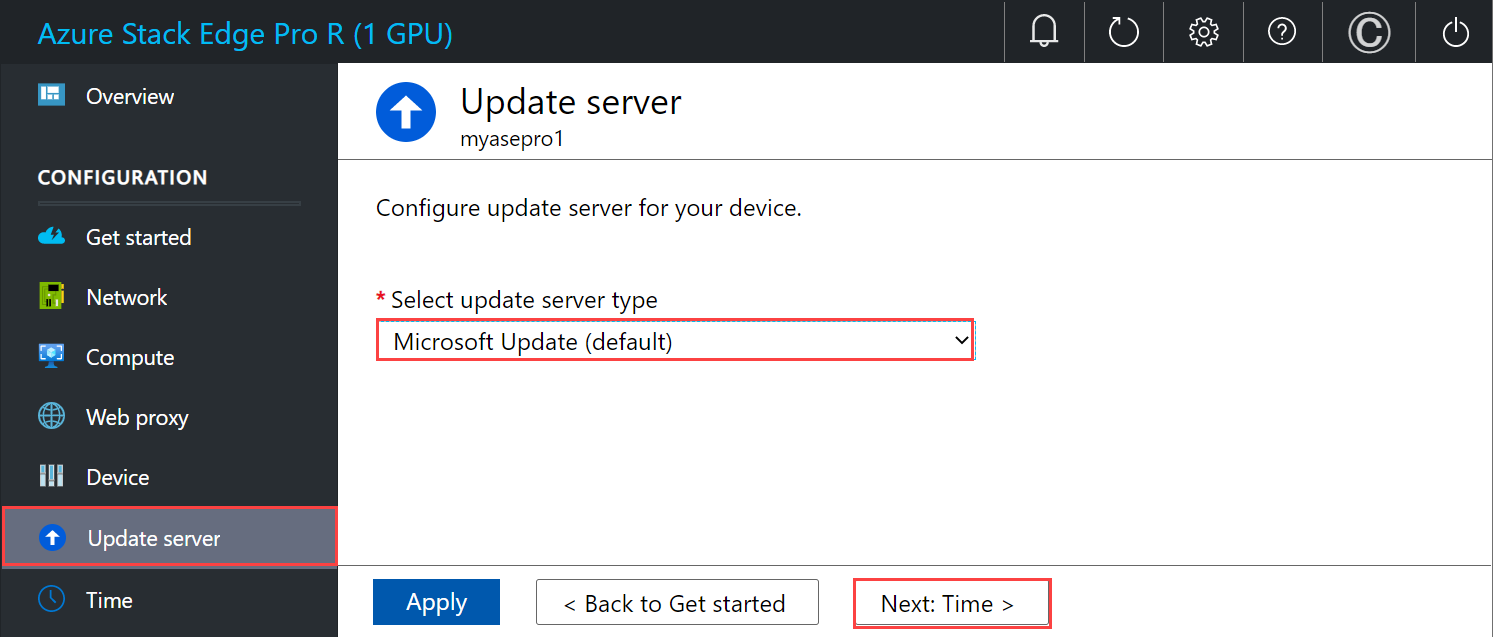 Azure Stack Edge Pro R (1 GPU)
Overview
CONFIGURATION
Get started
Network
Compute
Web proxy
Device
Update server
Time
Update server
myasepro1
Configure update server for your device.
* Select update server type
Microsoft Update (default)
Apply
< Back to Get started
Next: Time >